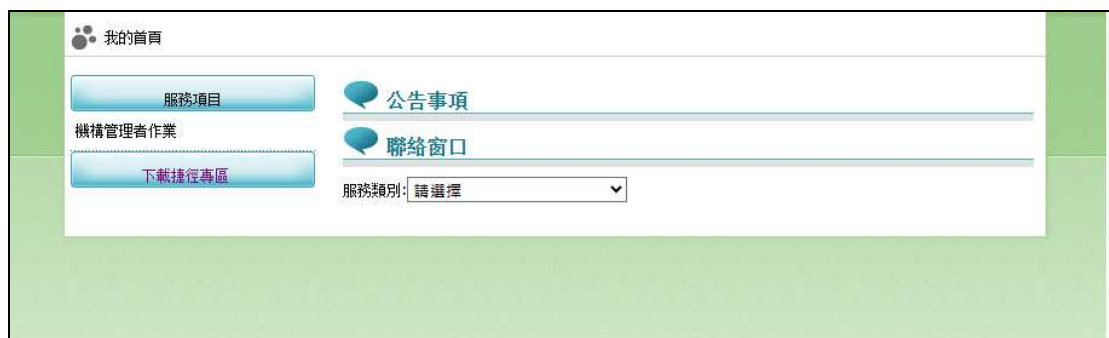 我的首頁
服務項目
機構管理者作業
下載捷徑專區
公告事項
聯絡窗口
服務類別: 請選擇